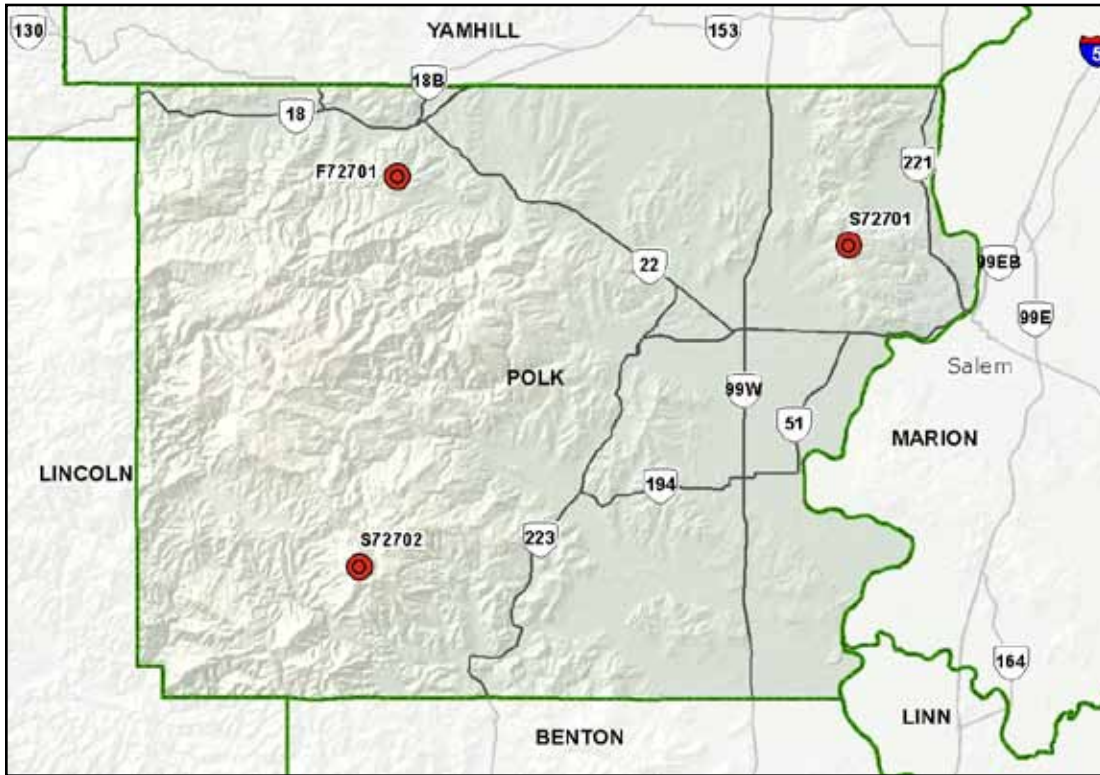 130
YAMHILL
153
5
18B
18
F72701
221
S72701
22
99EB
99E
Salem
POLK
99W
51
MARION
LINCOLN
194
S72702
223
164
LINN
BENTON